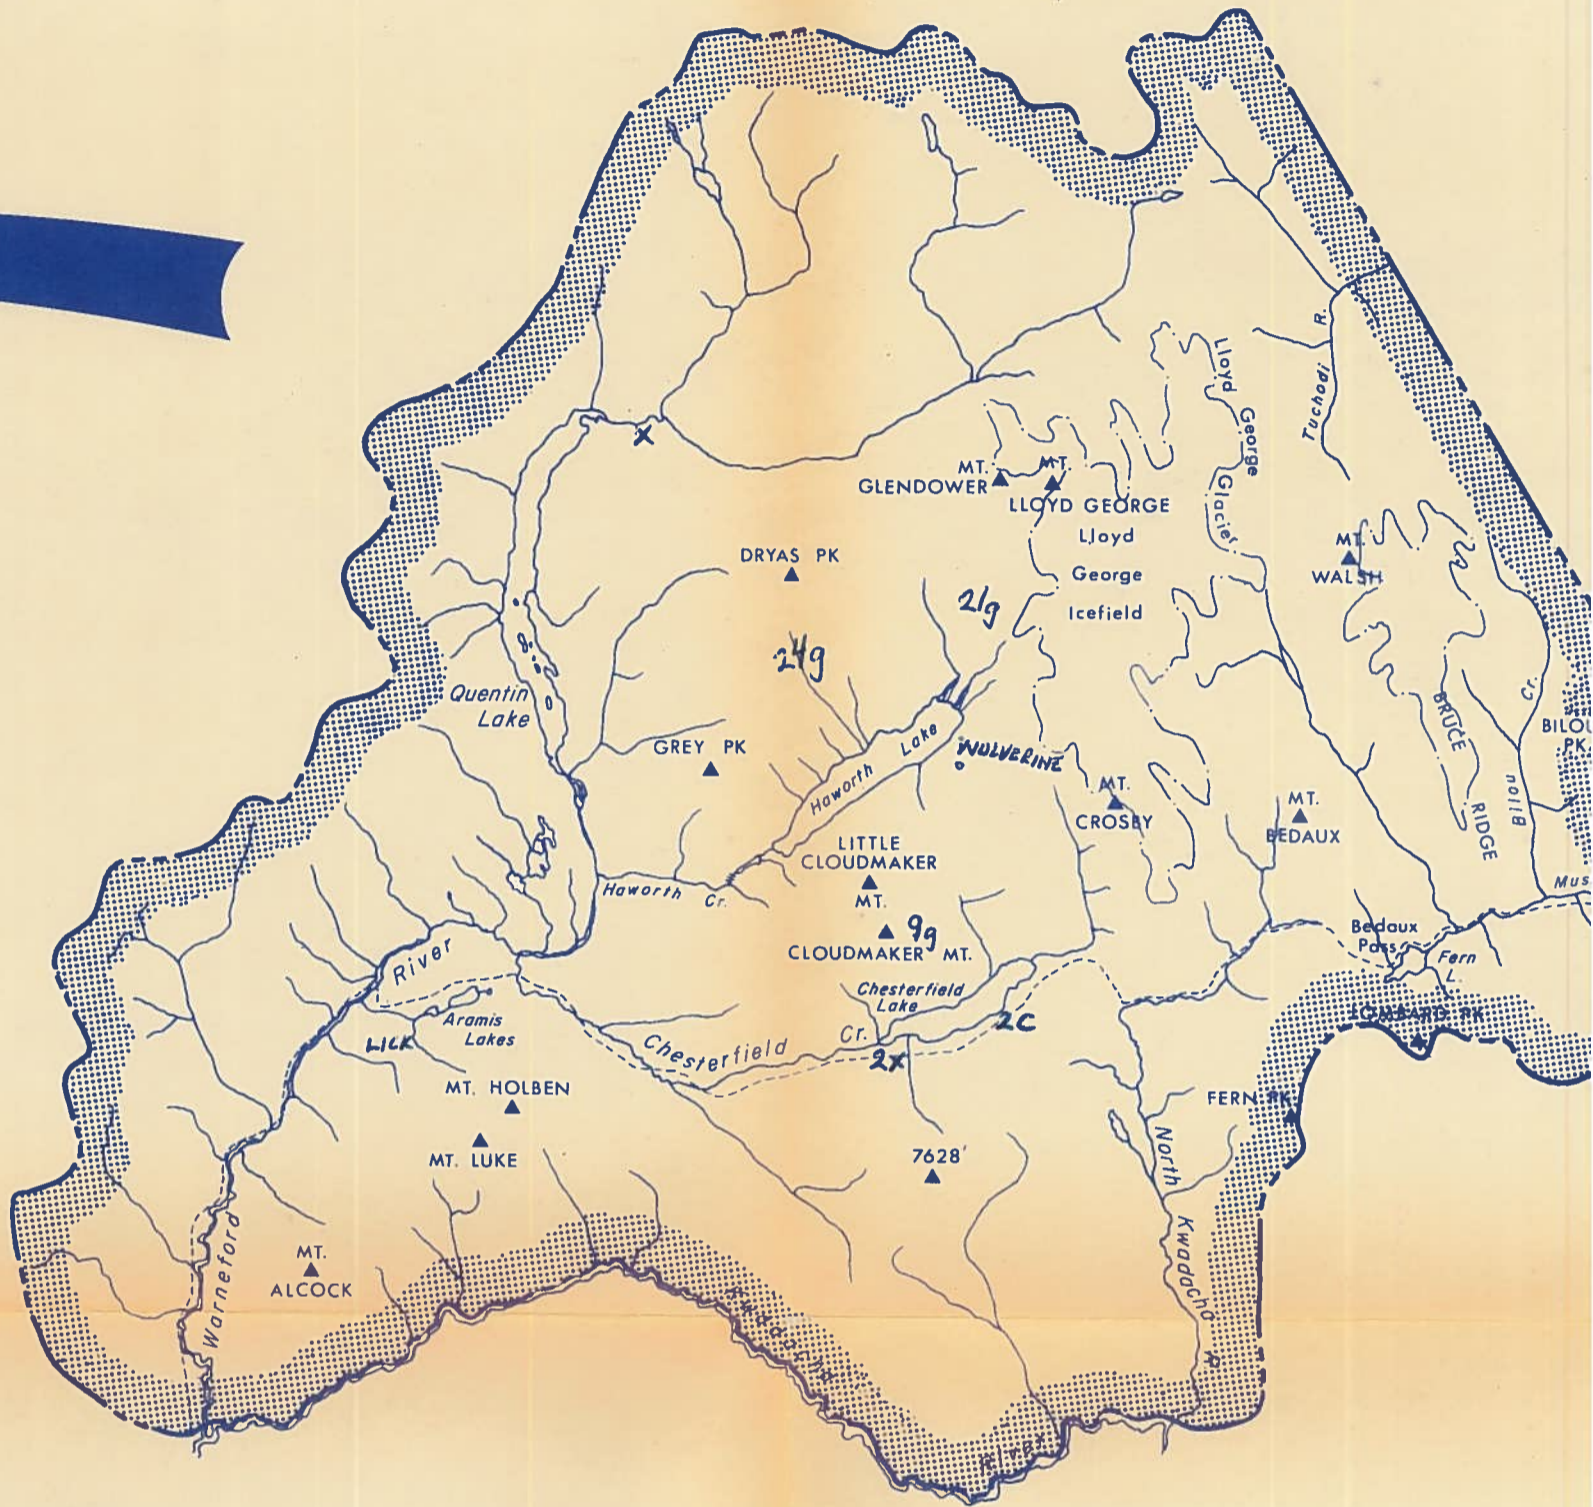 Lloyd
George
Glacier
Tuchodi R.
X
MT.
GLENDOWER
MT.
LLOYD GEORGE
Lloyd
George
Icefield
MT.
WALSH
DRYAS PK
21g
24g
Quentin
Lake
GREY PK
Haworth Lake
WOLVERINE
BRUCE
RIDGE
Cr.
Bilou
BILOU
PK.
MT.
CROSBY
MT.
BEDAUX
LITTLE
CLOUDMAKER
MT.
Haworth Cr.
9g
CLOUDMAKER MT.
Mus
Bedaux
Pass
Fern
L.
River
Chesterfield
Lake
Aramis
Lakes
LICK
Chesterfield Cr.
2C
2X
LOMBARD PK
MT. HOLBEN
FERN PK
MT. LUKE
7628'
North Kwadacha R
Warneford
MT.
ALCOCK
Kwadacha
River